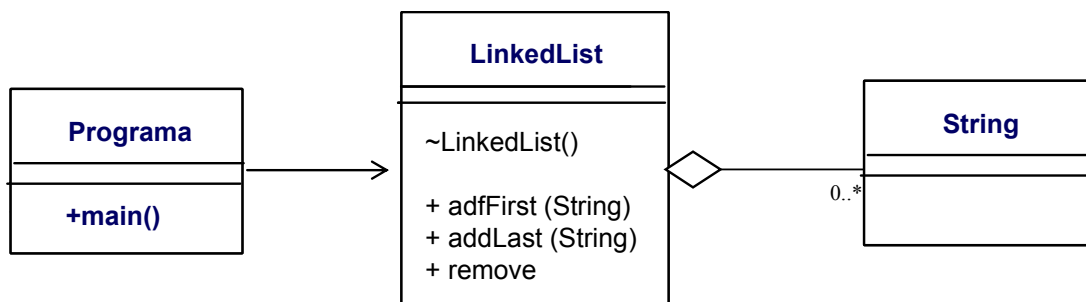 Programa
+main()
LinkedList
~LinkedList()
+ adfFirst (String)
+ addLast (String)
+ remove
0..*
String